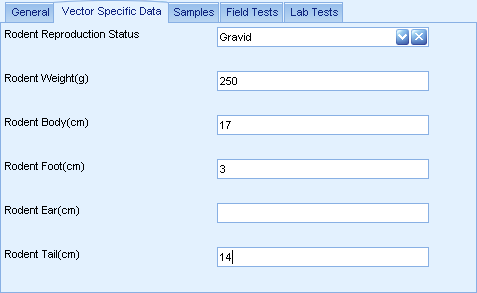 General Vector Specific Data Samples Field Tests Lab Tests
Rodent Reproduction Status Gravid
Rodent Weight(g) 250
Rodent Body(cm) 17
Rodent Foot(cm) 3
Rodent Ear(cm)
Rodent Tail(cm) 14